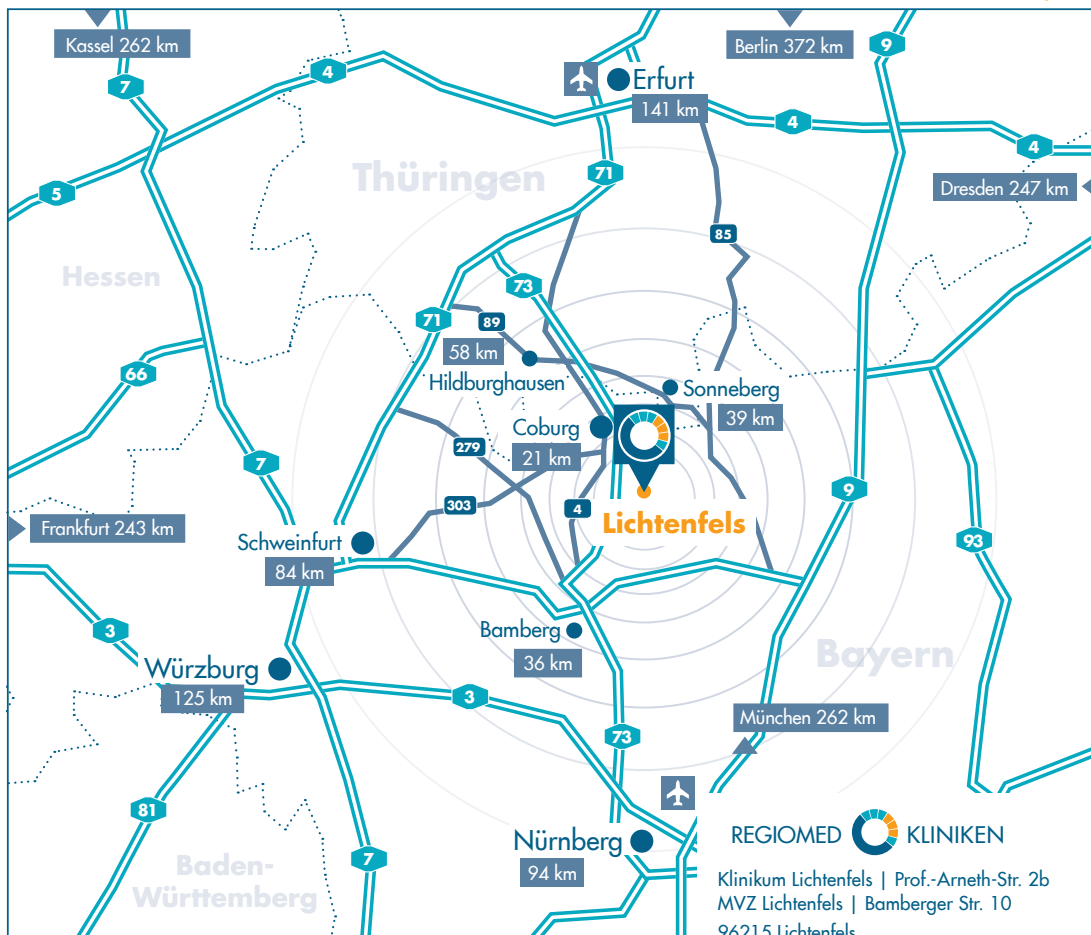 Kassel 262 km
Berlin 372 km
9
4
7
Erfurt
141 km
4
4
5
71
Thüringen
Dresden 247 km
85
Hessen
73
71
89
58 km
Hildburghausen
66
Sonneberg
39 km
Coburg
21 km
279
7
9
303
4
Lichtenfels
Frankfurt 243 km
Schweinfurt
84 km
93
3
Bamberg
36 km
Würzburg
125 km
Bayern
3
München 262 km
73
81
7
Nürnberg
94 km
Baden-
Württemberg
REGIOMED KLINIKEN
Klinikum Lichtenfels | Prof.-Arneth-Str. 2b
MVZ Lichtenfels | Bamberger Str. 10
96215 Lichtenfels